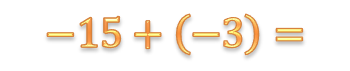 −15 + (−3) =